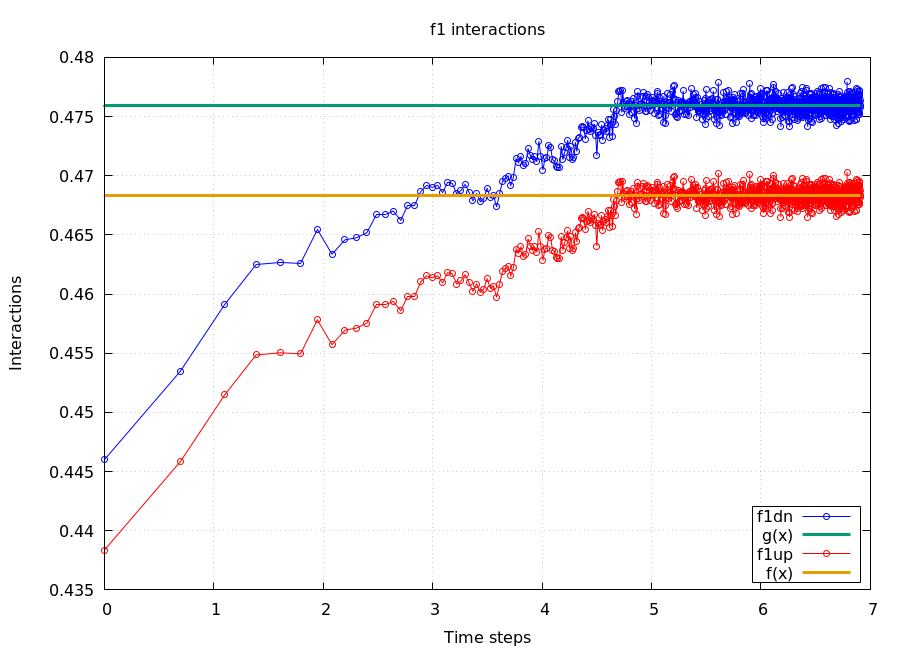 f1 interactions
0.48
0.475
0.47
0.465
0.46
0.455
0.45
0.445
0.44
0.435
Interactions
0 1 2 3 4 5 6 7
Time steps
f1dn
g(x)
f1up
f(x)